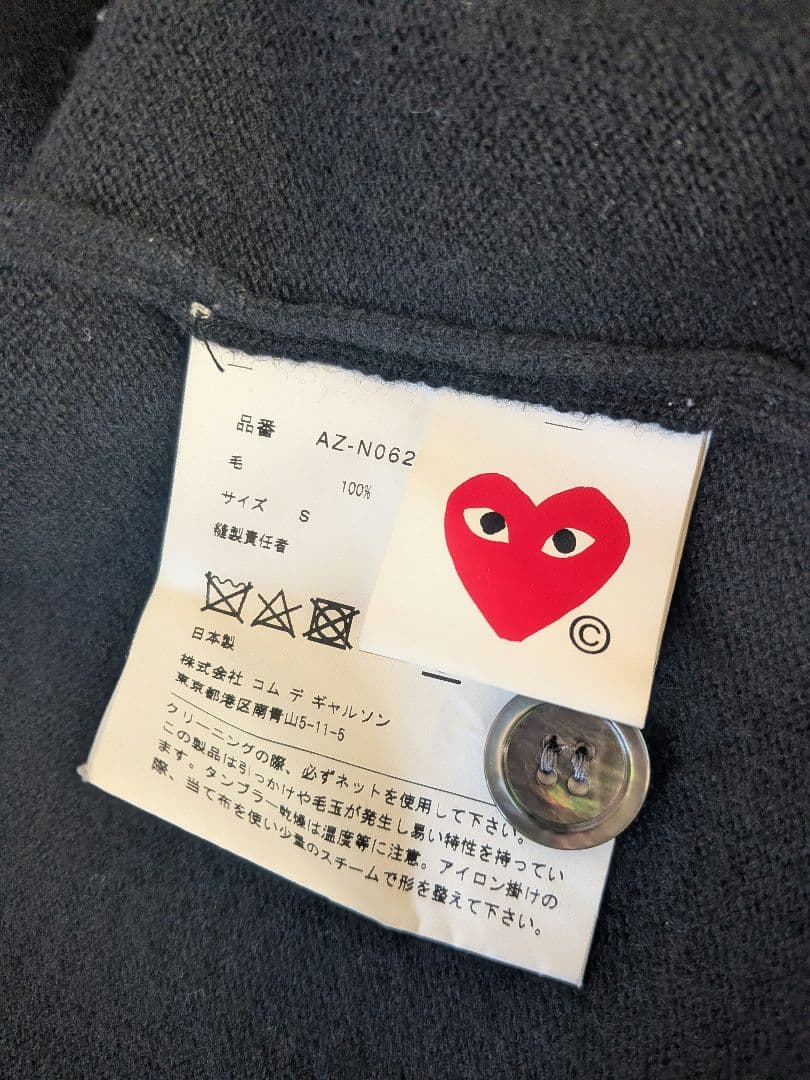 品番 AZ-N062
毛 100%
サイズ S
縫製責任者
©
日本製
株式会社 コム デ ギャルソン
東京都港区南青山5-11-5
クリーニングの際、必ずネットを使用して下さい。
この製品は引つかけや毛玉が発生し易い特性を持ってい
ます。タンブラー乾燥は温度等に注意。アイロン掛けの
際、当て布を使い少量のスチームで形を整えて下さい。